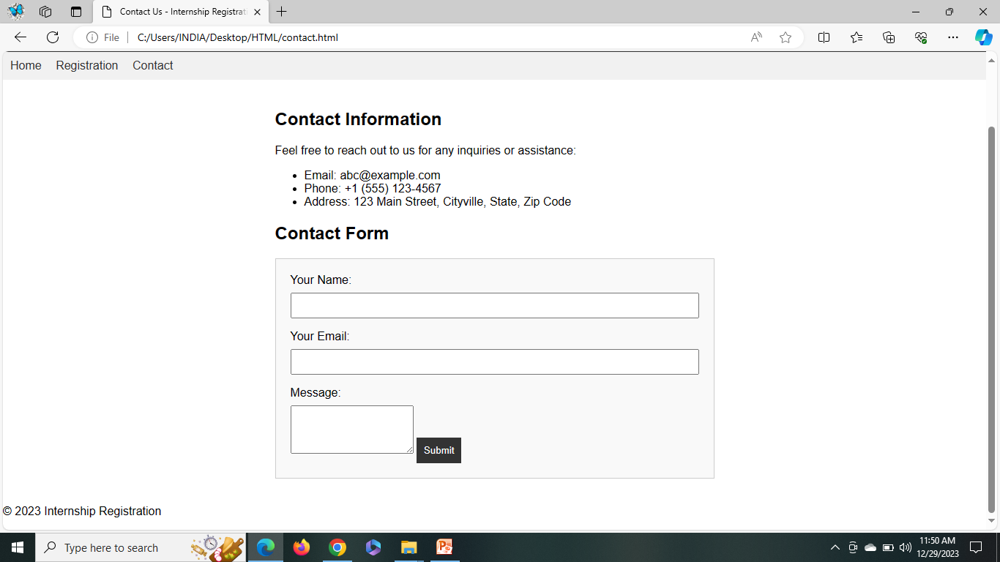 Contact Us - Internship Registrati
File
C:/Users/INDIA/Desktop/HTML/contact.html
Home Registration Contact
Contact Information
Feel free to reach out to us for any inquiries or assistance:
• Email: abc@example.com
• Phone: +1 (555) 123-4567
• Address: 123 Main Street, Cityville, State, Zip Code
Contact Form
Your Name:
Your Email:
Message:
Submit
© 2023 Internship Registration
Type here to search
11:50 AM
12/29/2023